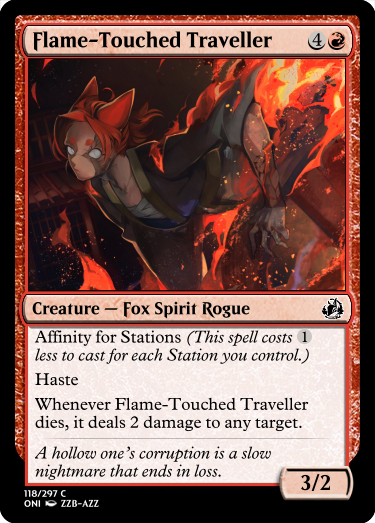 Flame-Touched Traveller 4
Creature — Fox Spirit Rogue
Affinity for Stations (This spell costs 1
less to cast for each Station you control.)
Haste
Whenever Flame-Touched Traveller
dies, it deals 2 damage to any target.
A hollow one's corruption is a slow
nightmare that ends in loss.
3/2
118/297 C
ONI ZZB-AZZ